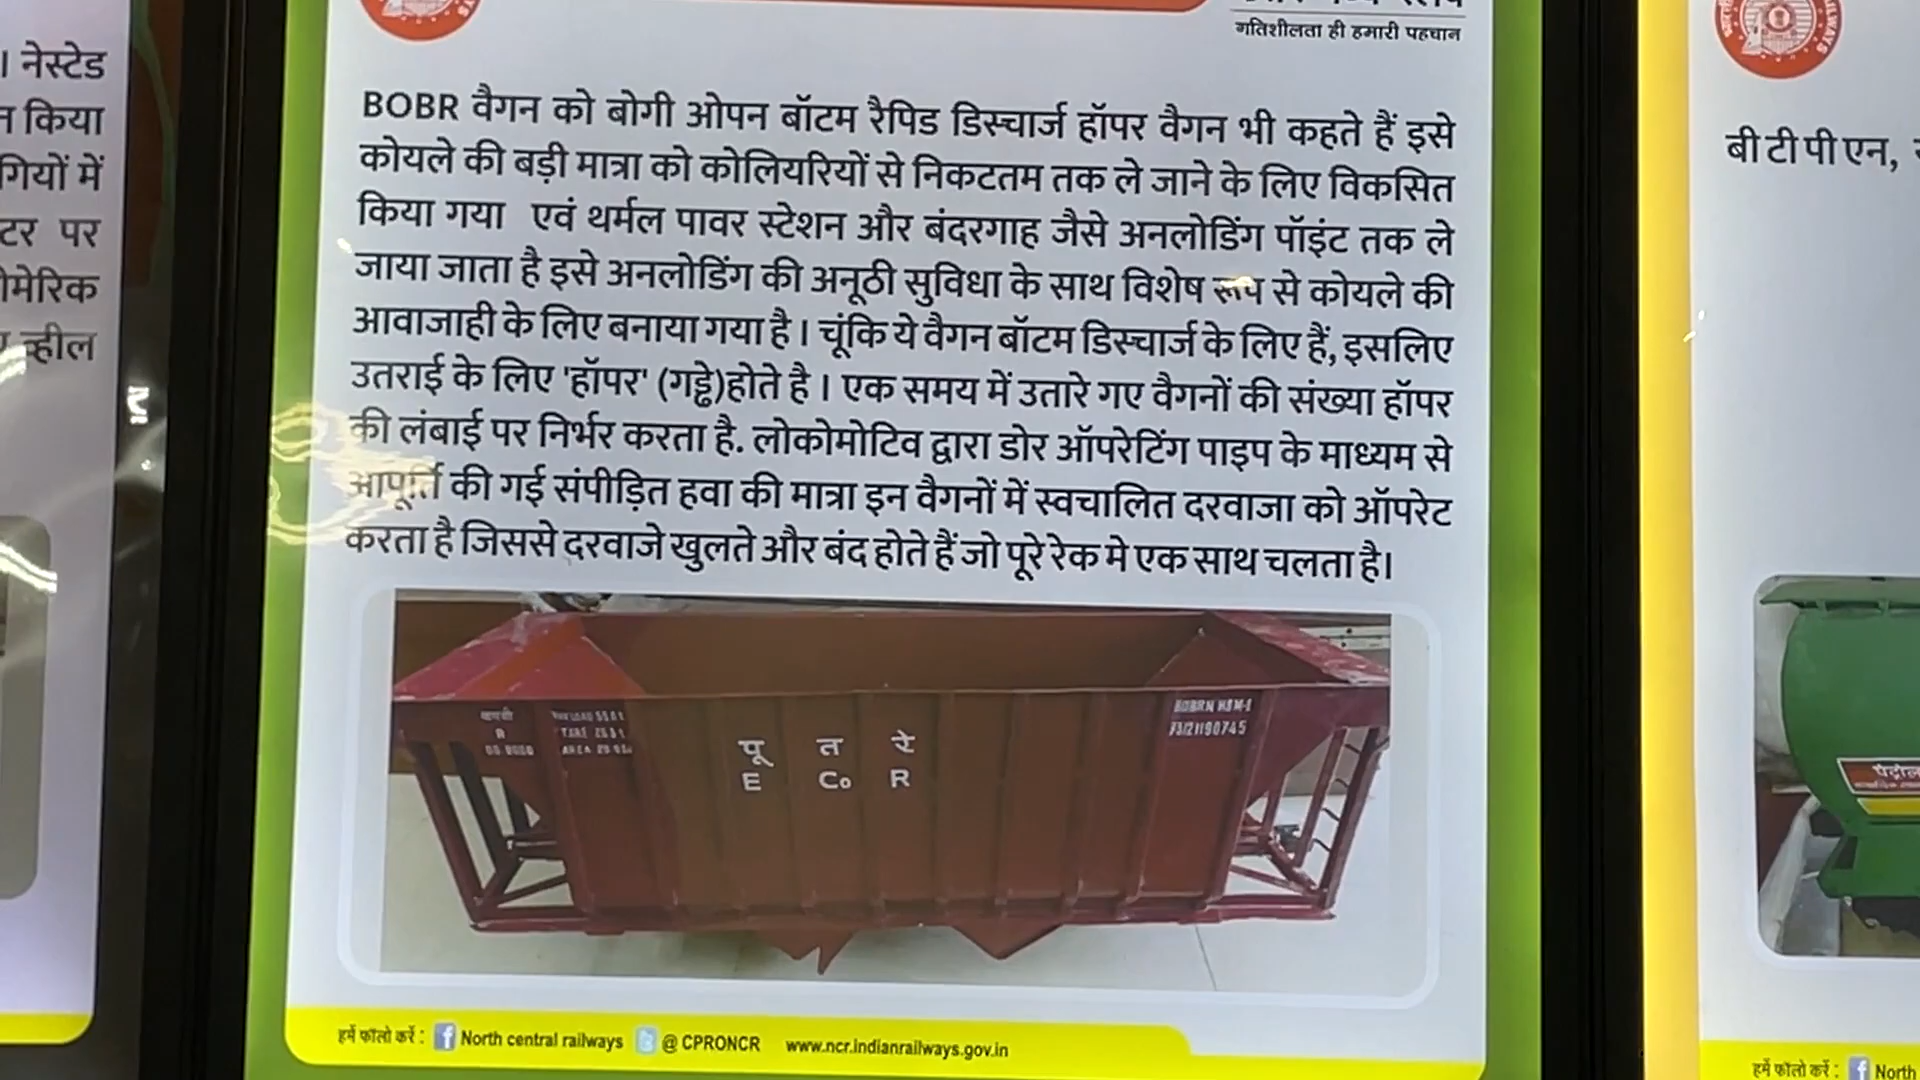 । नेस्टेड
किया
में
टर पर
व्हील
गतिशीलता ही हमारी पहचान
BOBR वैगन को बोगी ओपन बॉटम रैपिड डिस्चार्ज हॉपर वैगन भी कहते हैं इसे
कोयले की बड़ी मात्रा को कोलियरियों से निकटतम तक ले जाने के लिए विकसित
किया गया एवं थर्मल पावर स्टेशन और बंदरगाह जैसे अनलोडिंग पॉइंट तक ले
जाया जाता है इसे अनलोडिंग की अनूठी सुविधा के साथ विशेष रूप से कोयले की
आवाजाही के लिए बनाया गया है । चूंकि ये वैगन बॉटम डिस्चार्ज के लिए हैं, इसलिए
उतराई के लिए 'हॉपर' (गड्ढे)होते है । एक समय में उतारे गए वैगनों की संख्या हॉपर
की लंबाई पर निर्भर करता है. लोकोमोटिव द्वारा डोर ऑपरेटिंग पाइप के माध्यम से
आपूर्ति की गई संपीड़ित हवा की मात्रा इन वैगनों में स्वचालित दरवाजा को ऑपरेट
करता है जिससे दरवाजे खुलते और बंद होते हैं जो पूरे रेक मे एक साथ चलता है।
पू त रे
E Co R
BOBRN HSM-I
हमें फॉलो करें : North central railways @ CPRONCR www.ncr.indianrailways.gov.in
RAILWAYS
बी टी पी एन,
हमें फॉलो करें : North